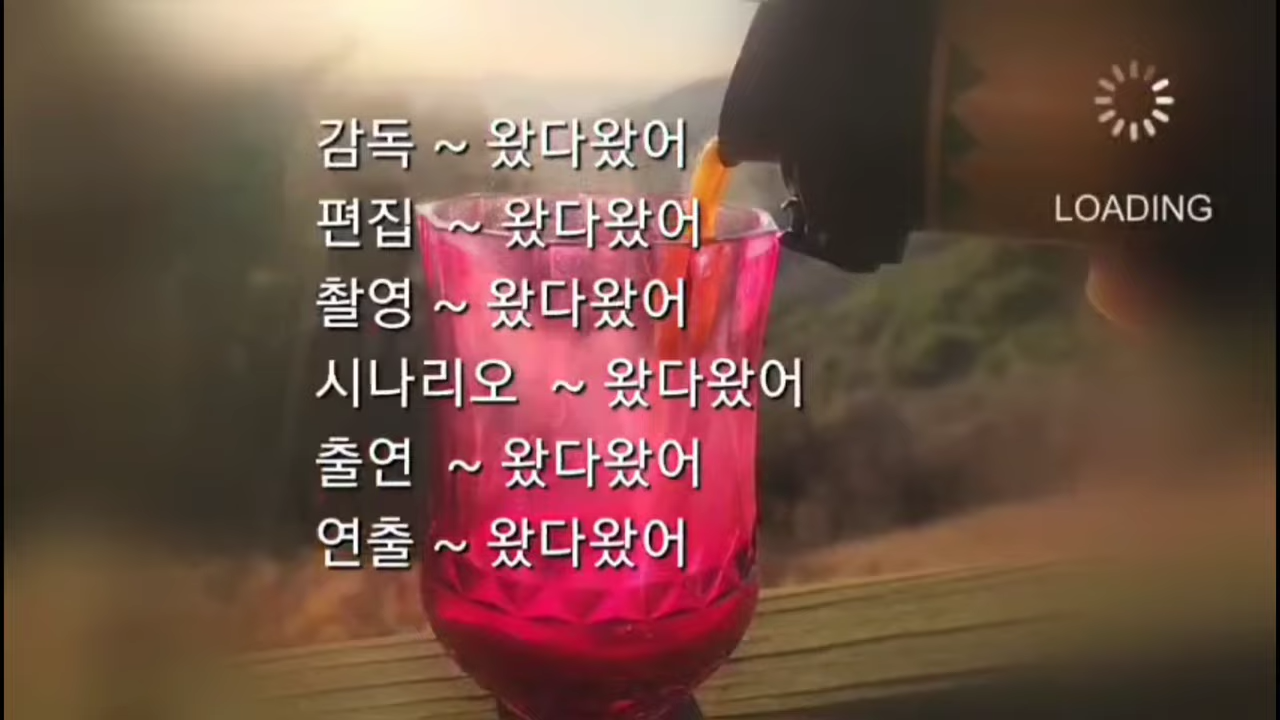 감독 ~ 왔다왔어
편집 ~ 왔다왔어
촬영 ~ 왔다왔어
시나리오 ~ 왔다왔어
출연 ~ 왔다왔어
연출 ~ 왔다왔어
LOADING